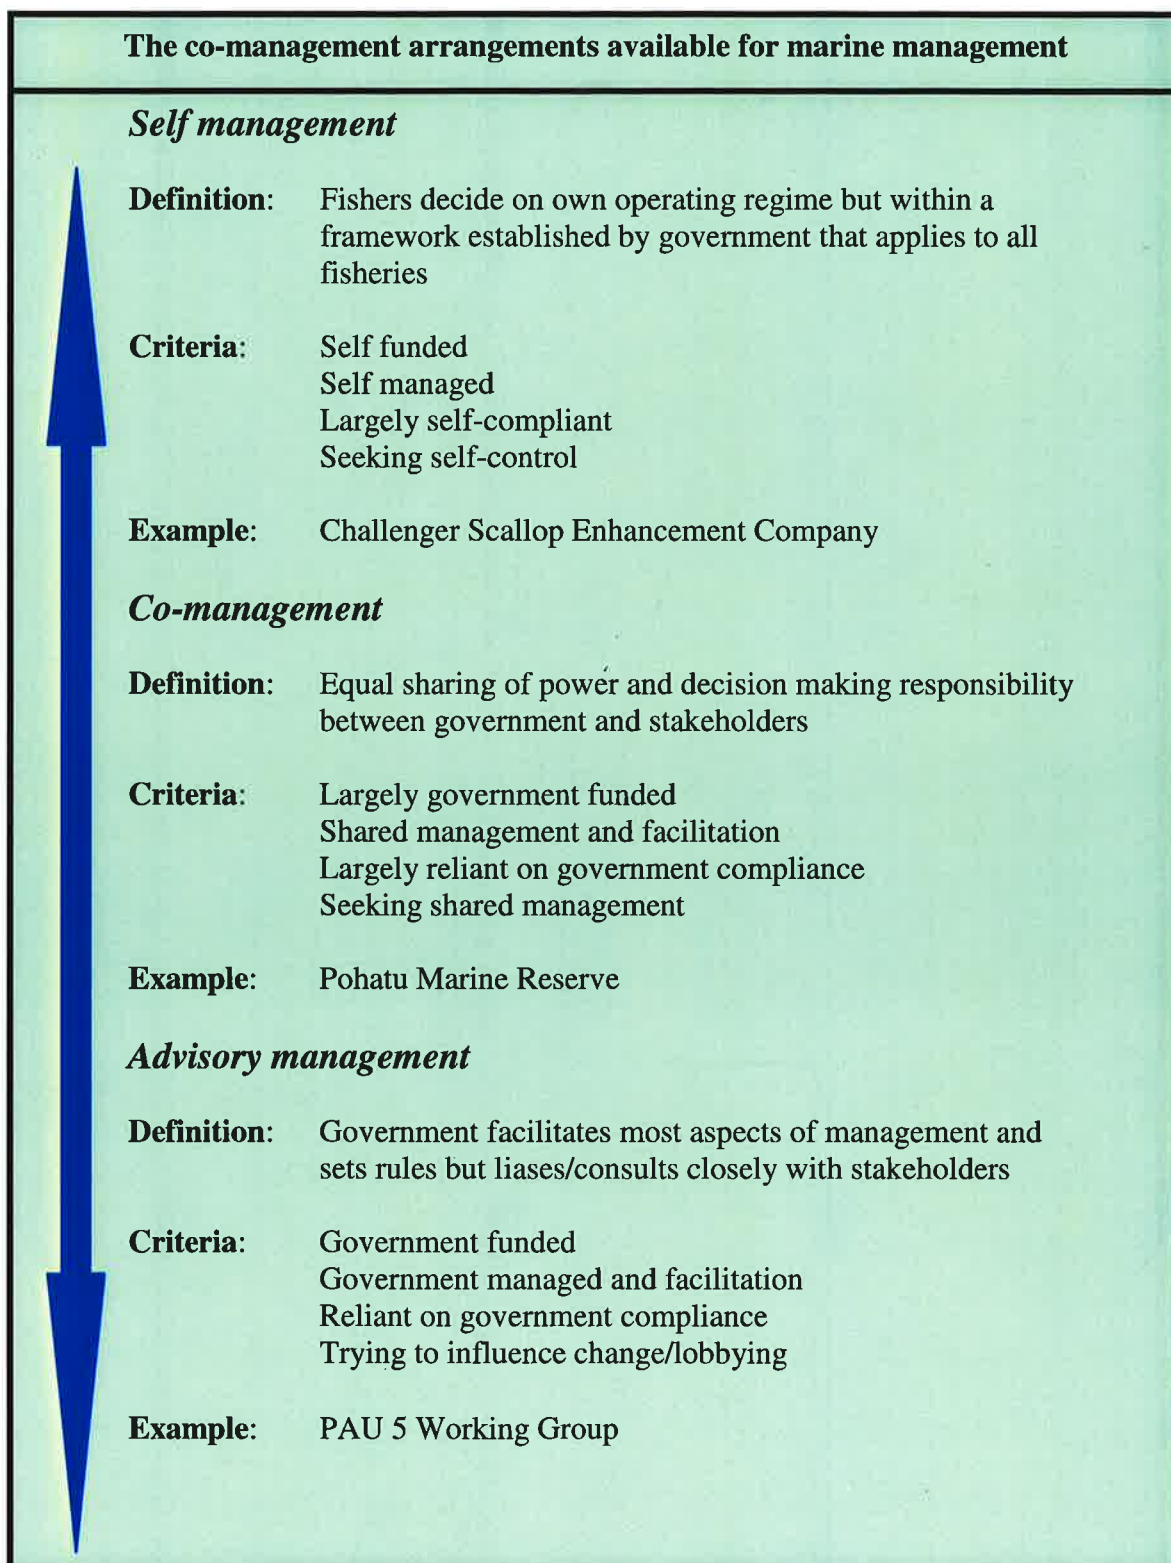 The co-management arrangements available for marine management
Self management
Definition: Fishers decide on own operating regime but within a
framework established by government that applies to all
fisheries
Criteria: Self funded
Self managed
Largely self-compliant
Seeking self-control
Example: Challenger Scallop Enhancement Company
Co-management
Definition: Equal sharing of power and decision making responsibility
between government and stakeholders
Criteria: Largely government funded
Shared management and facilitation
Largely reliant on government compliance
Seeking shared management
Example: Pohatu Marine Reserve
Advisory management
Definition: Government facilitates most aspects of management and
sets rules but liases/consults closely with stakeholders
Criteria: Government funded
Government managed and facilitation
Reliant on government compliance
Trying to influence change/lobbying
Example: PAU 5 Working Group